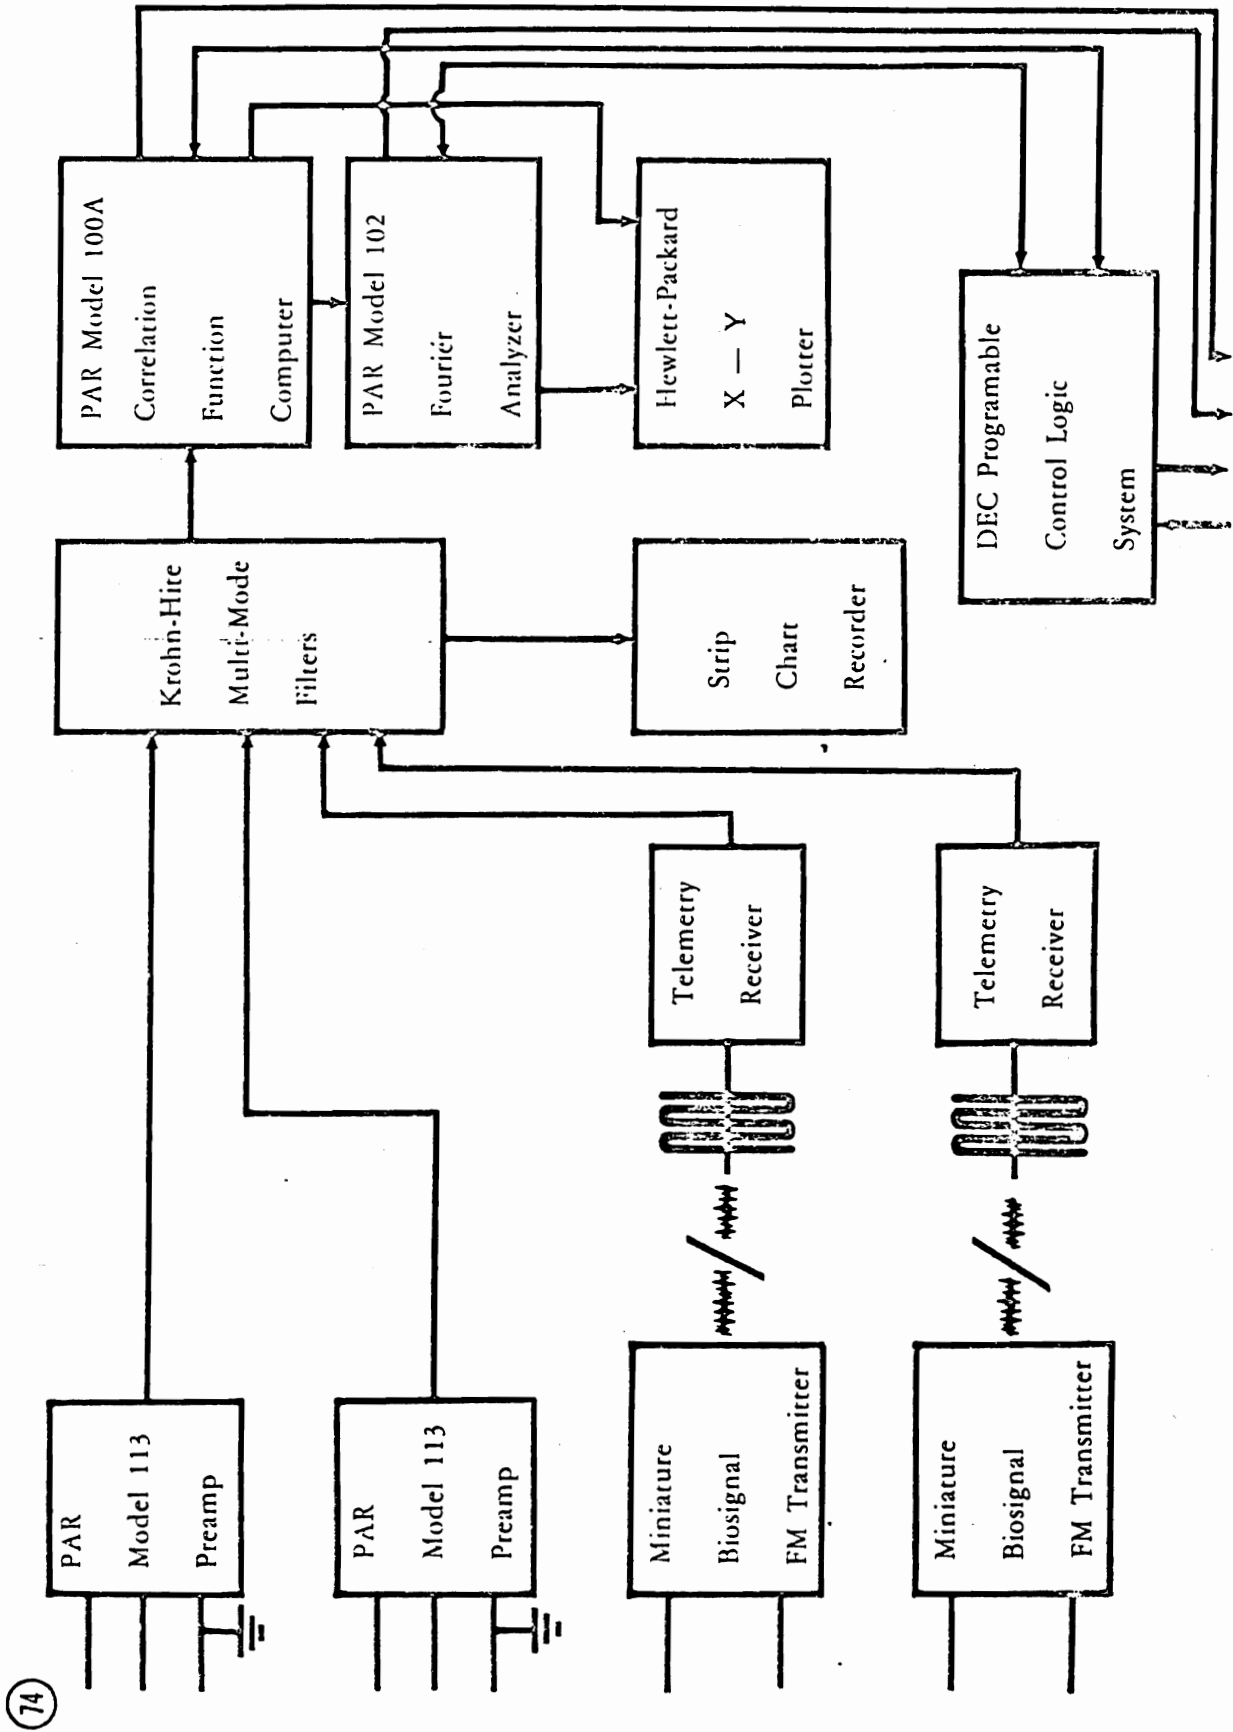 74
PAR
Model 113
Preamp
PAR
Model 113
Preamp
Miniature
Biosignal
FM Transmitter
Miniature
Biosignal
FM Transmitter
Telemetry
Receiver
Telemetry
Receiver
Krohn-Hite
Multi-Mode
Filters
Strip
Chart
Recorder
PAR Model 100A
Correlation
Function
Computer
PAR Model 102
Fouriér
Analyzer
Hewlett-Packard
X — Y
Plotter
DEC Programable
Control Logic
System